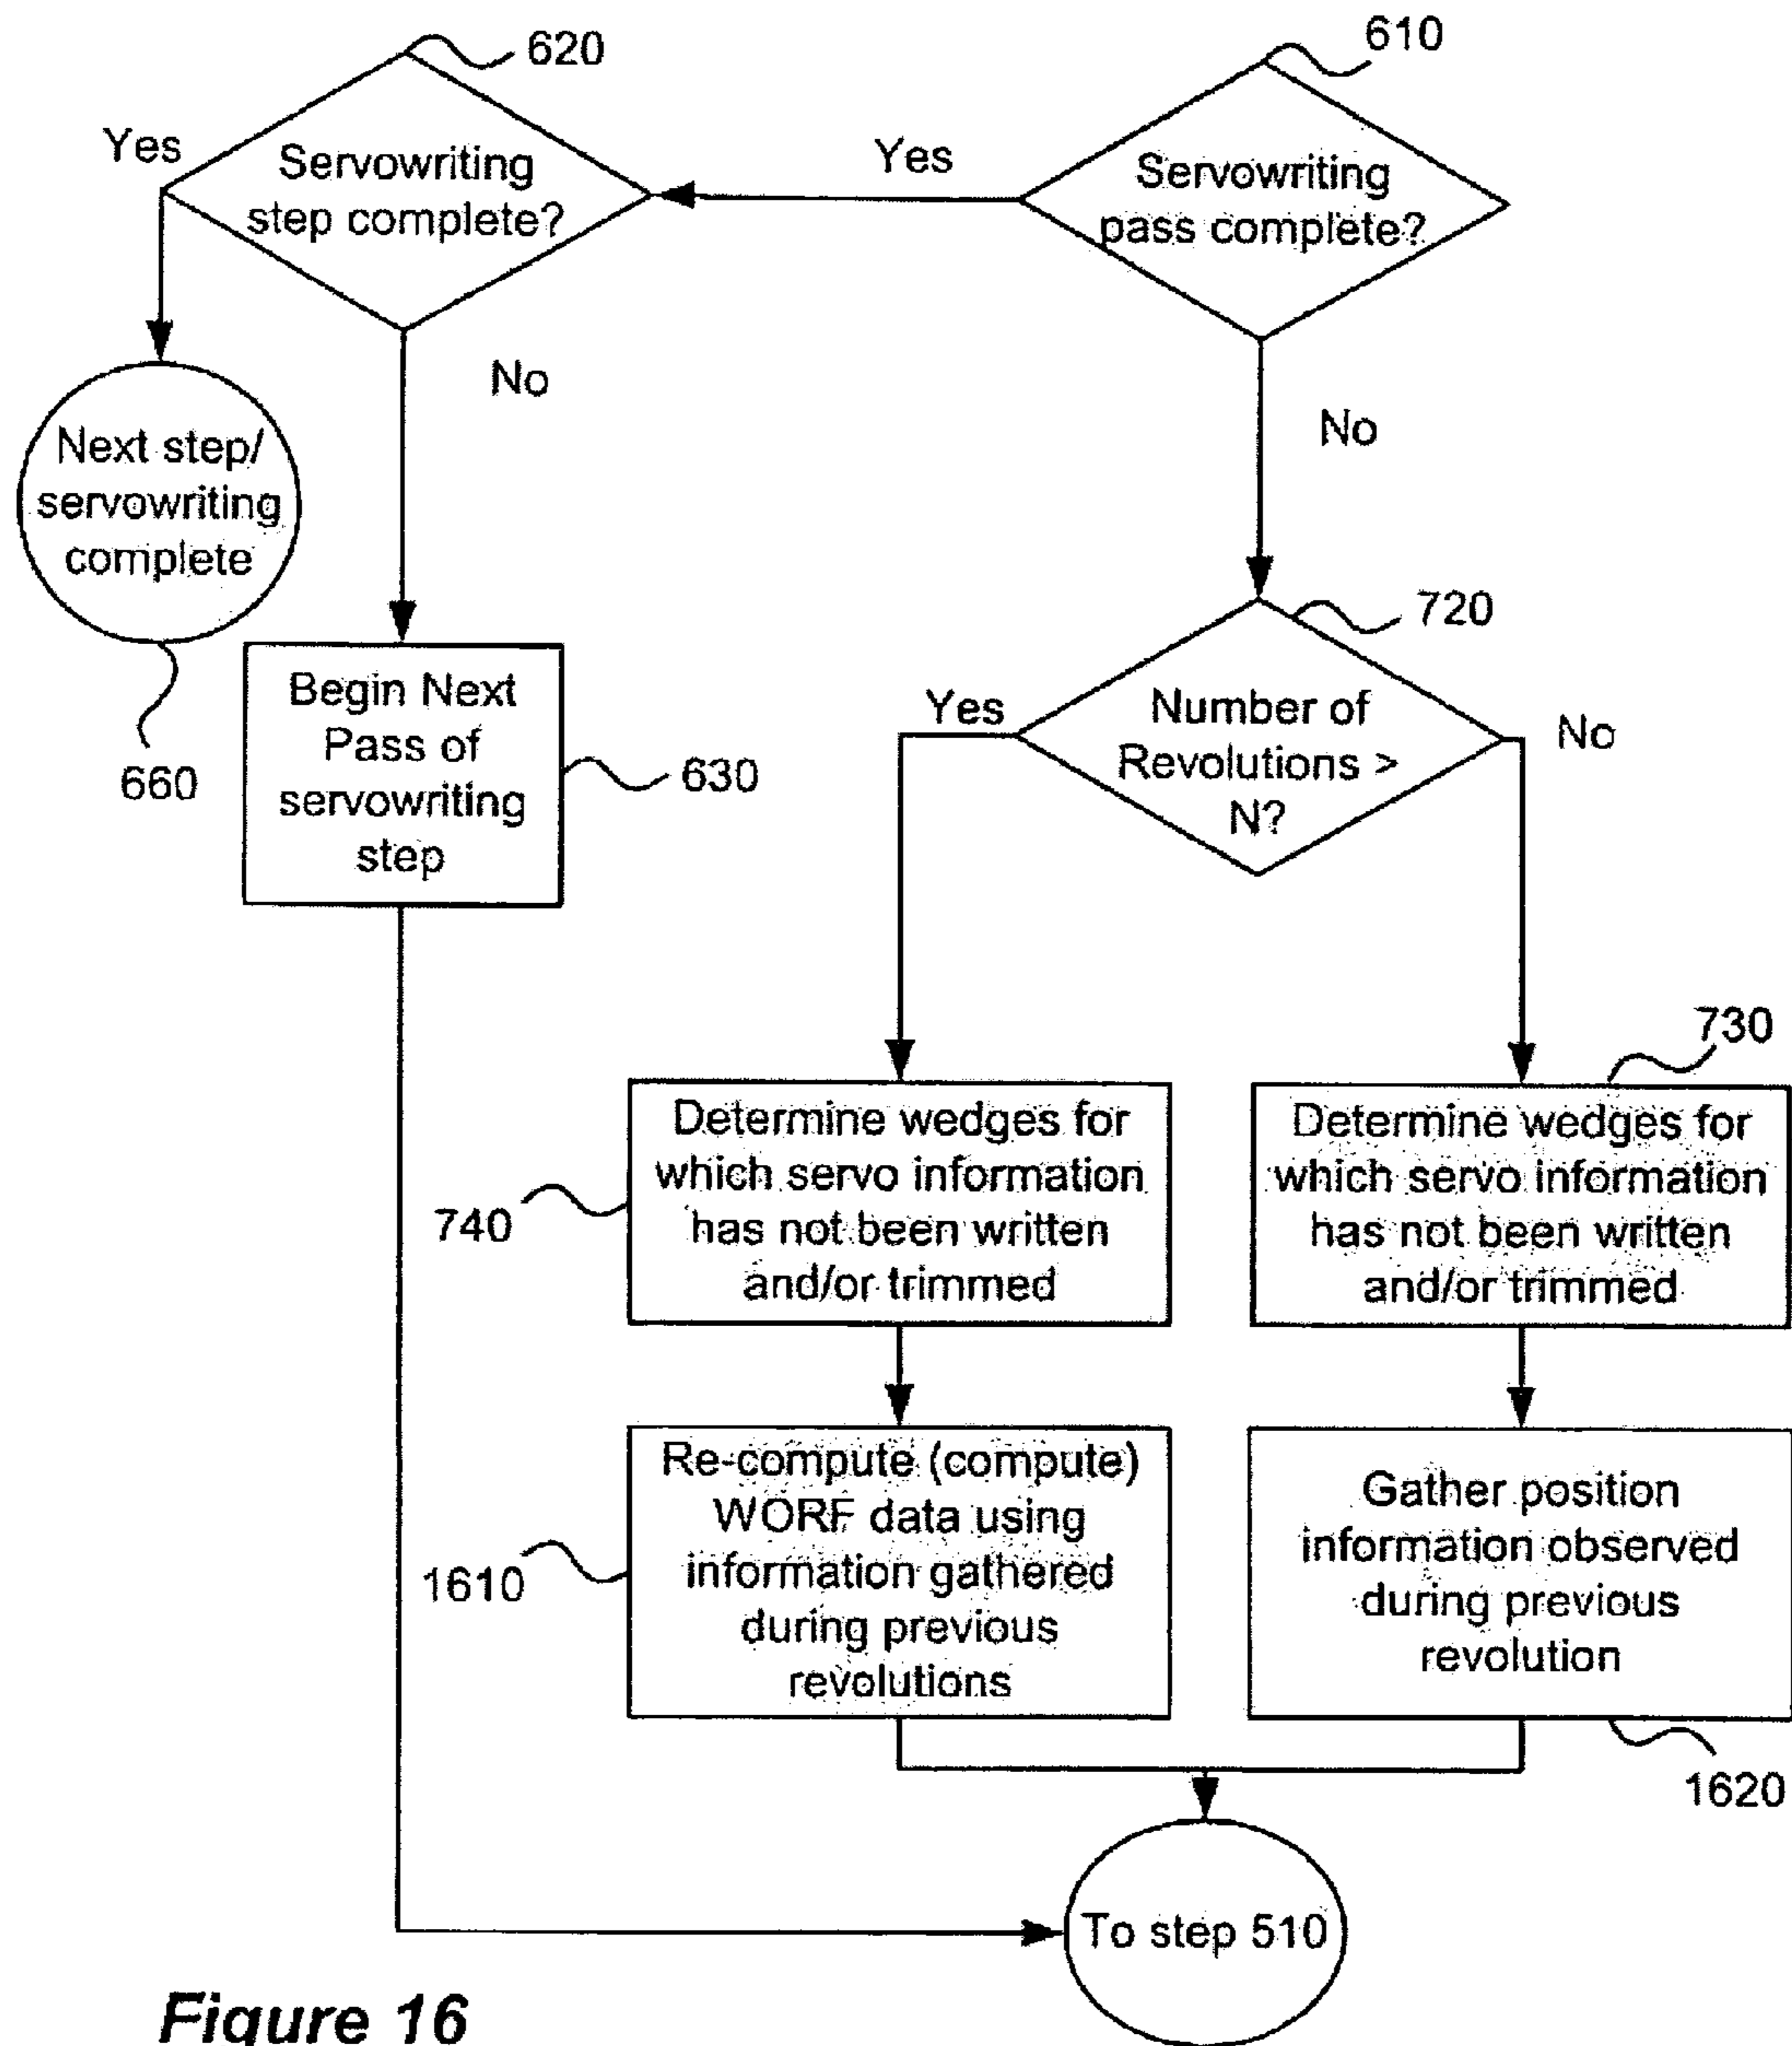 620
610
Yes
Servowriting
step complete?
Yes
Servowriting
pass complete?
No
No
Next step/
servowriting
complete
660
Begin Next
Pass of
servowriting
step
630
720
Yes
Number of
Revolutions >
N?
No
730
Determine wedges for
which servo information
has not been written
and/or trimmed
740
Determine wedges for
which servo information
has not been written
and/or trimmed
Re-compute (compute)
WORF data using
information gathered
during previous
revolutions
1610
Gather position
information observed
during previous
revolution
1620
To step 510
Figure 16